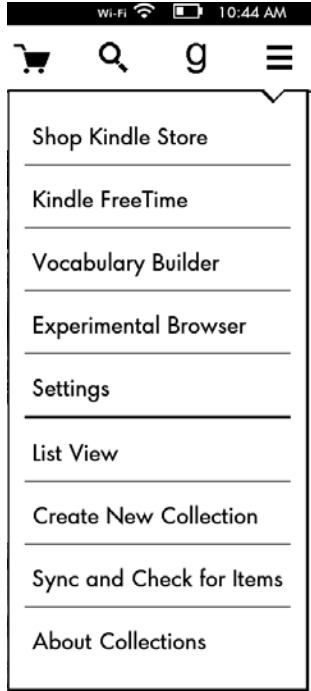 Wi-Fi 10:44 AM
g
Shop Kindle Store
Kindle FreeTime
Vocabulary Builder
Experimental Browser
Settings
List View
Create New Collection
Sync and Check for Items
About Collections